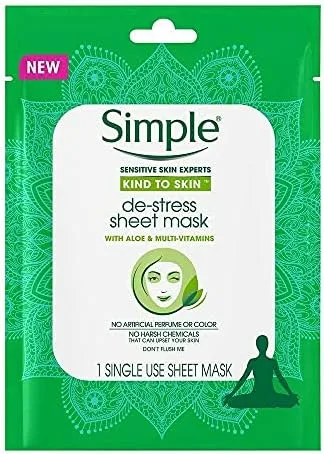 NEW
Simple®
SENSITIVE SKIN EXPERTS
KIND TO SKIN™
de-stress
sheet mask
WITH ALOE & MULTI-VITAMINS
NO ARTIFICIAL PERFUME OR COLOR
NO HARSH CHEMICALS
THAT CAN UPSET YOUR SKIN
DON'T FLUSH ME
1 SINGLE USE SHEET MASK